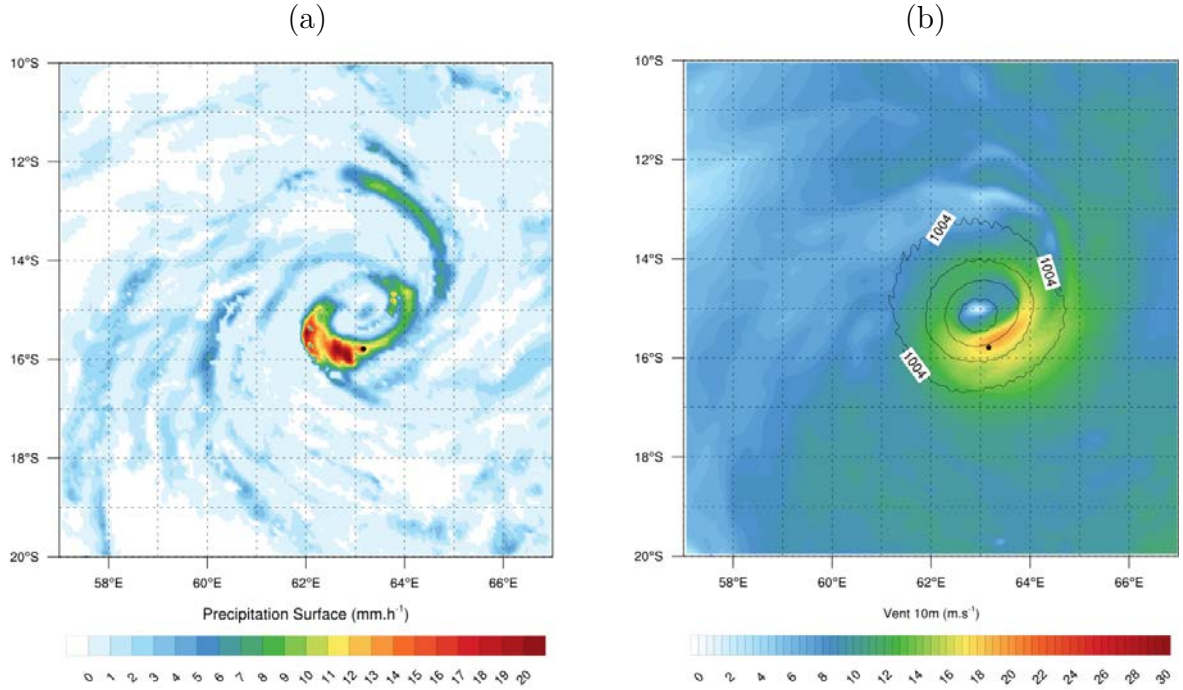 (a)
(b)
10°S
12°S
14°S
16°S
18°S
20°S
58°E 60°E 62°E 64°E 66°E
Precipitation Surface (mm.h⁻¹)
0 1 2 3 4 5 6 7 8 9 10 11 12 13 14 15 16 17 18 19 20
10°S
12°S
14°S
16°S
18°S
20°S
1004
1004
1004
58°E 60°E 62°E 64°E 66°E
Vent 10m (m.s⁻¹)
0 2 4 6 8 10 12 14 16 18 20 22 24 26 28 30